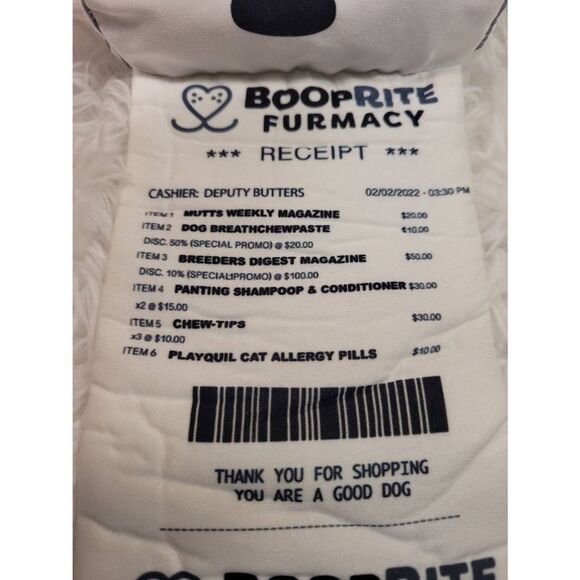 BOOPRITE
FURMACY
*** RECEIPT ***
CASHIER: DEPUTY BUTTERS 02/02/2022 - 03:30 PM
ITEM 1 MUTTS WEEKLY MAGAZINE $20.00
ITEM 2 DOG BREATHCHEWPASTE $10.00
DISC. 50% (SPECIAL PROMO) @ $20.00
ITEM 3 BREEDERS DIGEST MAGAZINE $50.00
DISC. 10% (SPECIAL PROMO) @ $100.00
ITEM 4 PANTING SHAMPOOP & CONDITIONER $30.00
x2 @ $15.00
ITEM 5 CHEW-TIPS $30.00
x3 @ $10.00
ITEM 6 PLAYQUIL CAT ALLERGY PILLS $10.00
THANK YOU FOR SHOPPING
YOU ARE A GOOD DOG
BOOPRITE